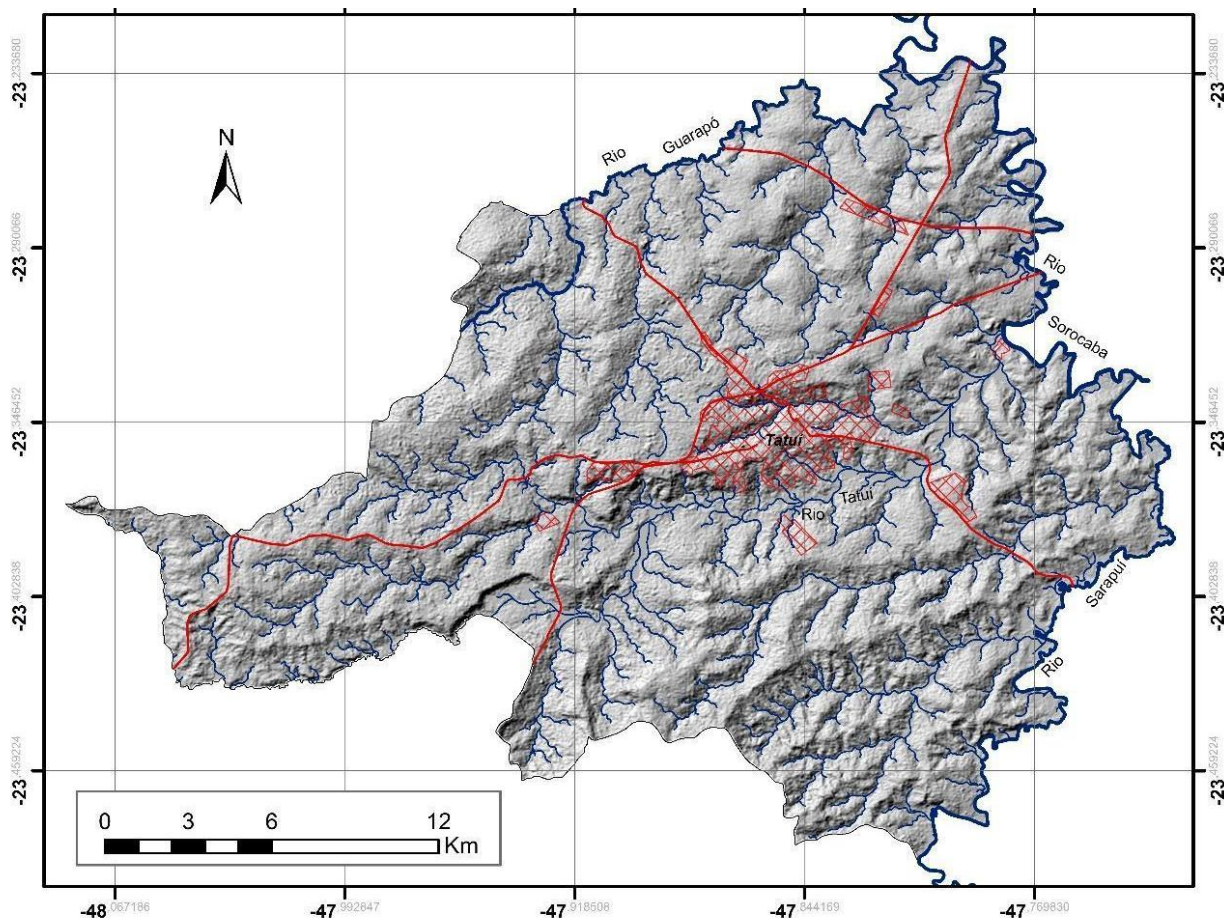 N
Rio
Guarapó
Rio
Sorocaba
Tatuí
Tatuí
Rio
Sarapuí
Rio
0 3 6 12
Km
-23.233680
-23.290066
-23.346452
-23.402838
-23.459224
-23.233680
-23.290066
-23.346452
-23.402838
-23.459224
-48.067186
-47.992847
-47.918508
-47.844169
-47.769830